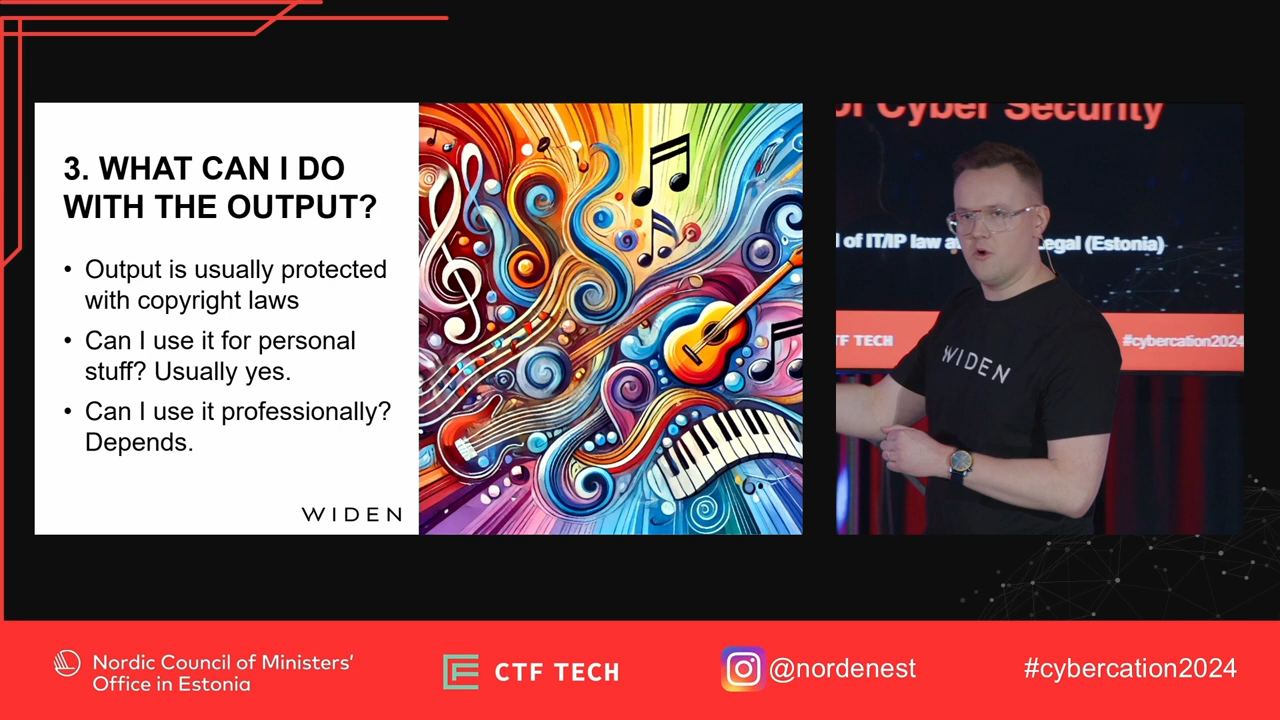 3. WHAT CAN I DO
WITH THE OUTPUT?
• Output is usually protected
with copyright laws
• Can I use it for personal
stuff? Usually yes.
• Can I use it professionally?
Depends.
WIDEN
of Cyber Security
of IT/IP law
Legal (Estonia)
TF TECH
#cybercation2024
WIDEN
Nordic Council of Ministers'
Office in Estonia
CTF TECH
@nordenest
#cybercation2024